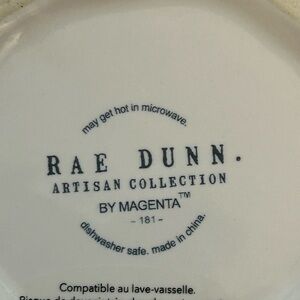 may get hot in microwave.
RAE DUNN.
ARTISAN COLLECTION
BY MAGENTA™
- 181 -
dishwasher safe. made in china.
Compatible au lave-vaisselle.